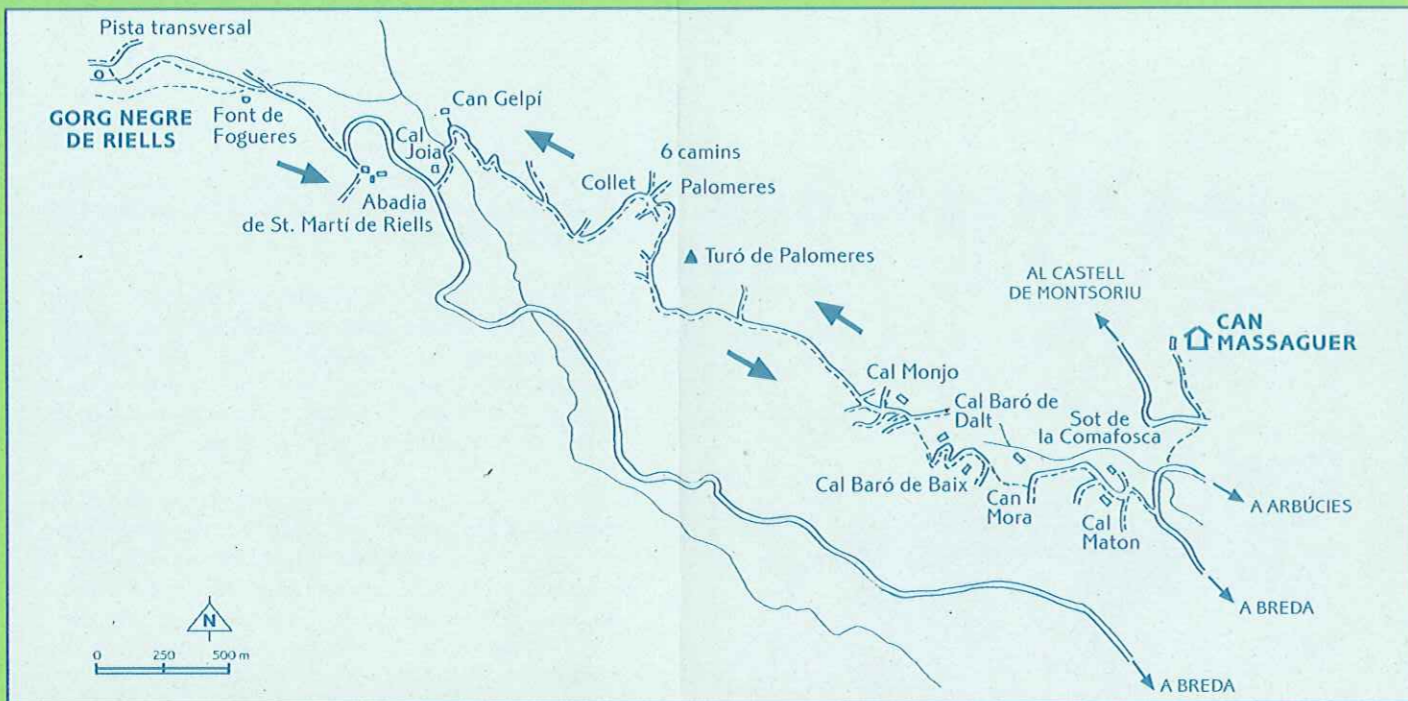 Pista transversal
GORG NEGRE
DE RIELLS
Font de
Fogueres
Can Gelpí
Cal
Joia
Abadia
de St. Martí de Riells
6 camins
Collet
Palomeres
Turó de Palomeres
AL CASTELL
DE MONTSORIU
CAN
MASSAGUER
Cal Monjo
Cal Baró de
Dalt
Sot de
la Comafosca
Cal Baró de Baix
Can
Mora
Cal
Maton
A ARBÚCIES
A BREDA
A BREDA
N
0 250 500 m